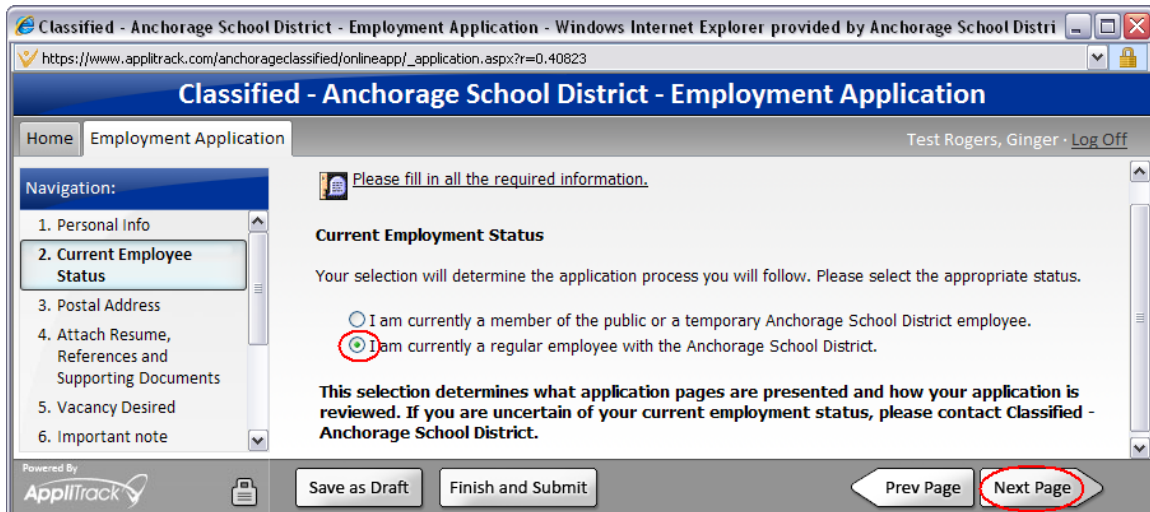 Classified - Anchorage School District - Employment Application - Windows Internet Explorer provided by Anchorage School Distri
https://www.applitrack.com/anchorageclassified/onlineapp/_application.aspx?r=0.40823
Classified - Anchorage School District - Employment Application
Home Employment Application Test Rogers, Ginger · Log Off
Navigation:
1. Personal Info
2. Current Employee
Status
3. Postal Address
4. Attach Resume,
References and
Supporting Documents
5. Vacancy Desired
6. Important note
Please fill in all the required information.
Current Employment Status
Your selection will determine the application process you will follow. Please select the appropriate status.
I am currently a member of the public or a temporary Anchorage School District employee.
I am currently a regular employee with the Anchorage School District.
This selection determines what application pages are presented and how your application is
reviewed. If you are uncertain of your current employment status, please contact Classified -
Anchorage School District.
Powered By
AppliTrack
Save as Draft Finish and Submit Prev Page Next Page